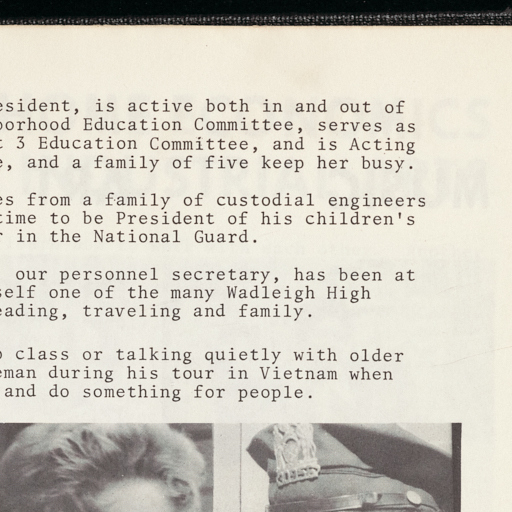 esident, is active both in and out of
orhood Education Committee, serves as
3 Education Committee, and is Acting
e, and a family of five keep her busy.
es from a family of custodial engineers
time to be President of his children's
r in the National Guard.
our personnel secretary, has been at
self one of the many Wadleigh High
eading, traveling and family.
class or talking quietly with older
eman during his tour in Vietnam when
and do something for people.